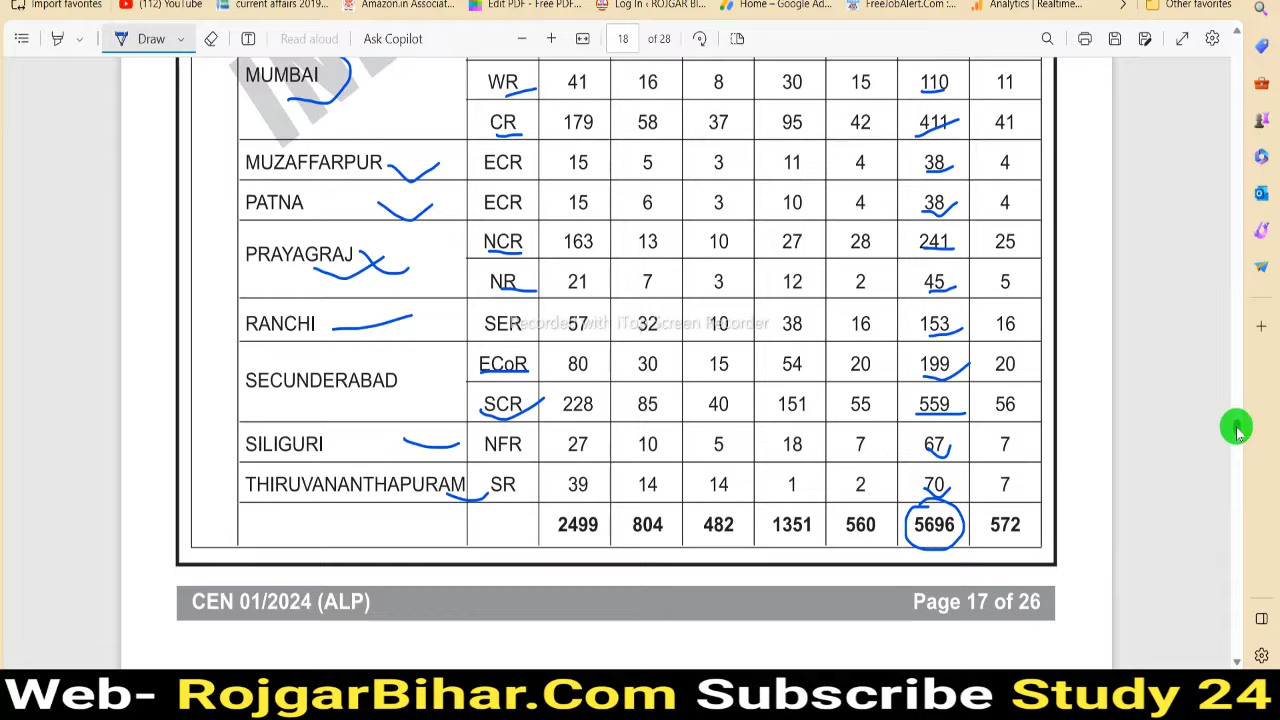 Import favorites
(112) YouTube
current affairs 2019...
Amazon.in Associat...
Edit PDF - Free PDF...
Log In ‹ ROJGAR BI...
Home – Google Ad...
FreeJobAlert.Com :...
Analytics | Realtime...
Other favorites
Draw
Read aloud
Ask Copilot
18 of 28
MUMBAI
WR 41 16 8 30 15 110 11
CR 179 58 37 95 42 411 41
MUZAFFARPUR ECR 15 5 3 11 4 38 4
PATNA ECR 15 6 3 10 4 38 4
PRAYAGRAJ
NCR 163 13 10 27 28 241 25
NR 21 7 3 12 2 45 5
RANCHI SER 57 32 10 38 16 153 16
Recorded with iTop Screen Recorder
SECUNDERABAD
ECoR 80 30 15 54 20 199 20
SCR 228 85 40 151 55 559 56
SILIGURI NFR 27 10 5 18 7 67 7
THIRUVANANTHAPURAM SR 39 14 14 1 2 70 7
2499 804 482 1351 560 5696 572
CEN 01/2024 (ALP) Page 17 of 26
Web- RojgarBihar.Com Subscribe Study 24